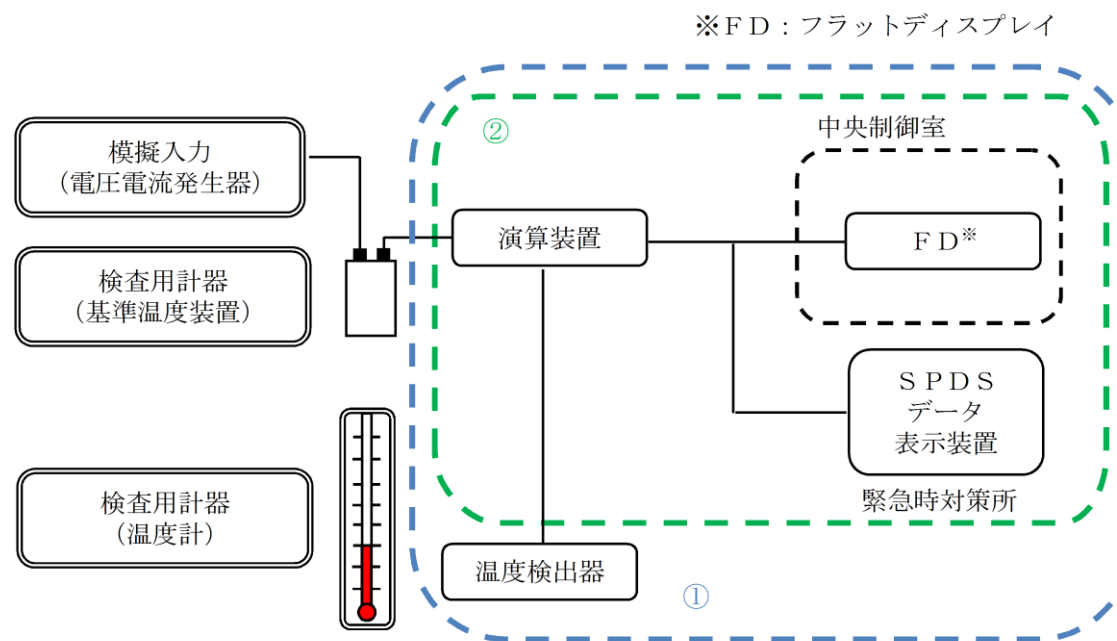 ※ＦＤ：フラットディスプレイ
②
中央制御室
模擬入力
（電圧電流発生器）
演算装置
ＦＤ※
検査用計器
（基準温度装置）
ＳＰＤＳ
データ
表示装置
緊急時対策所
検査用計器
（温度計）
温度検出器
①